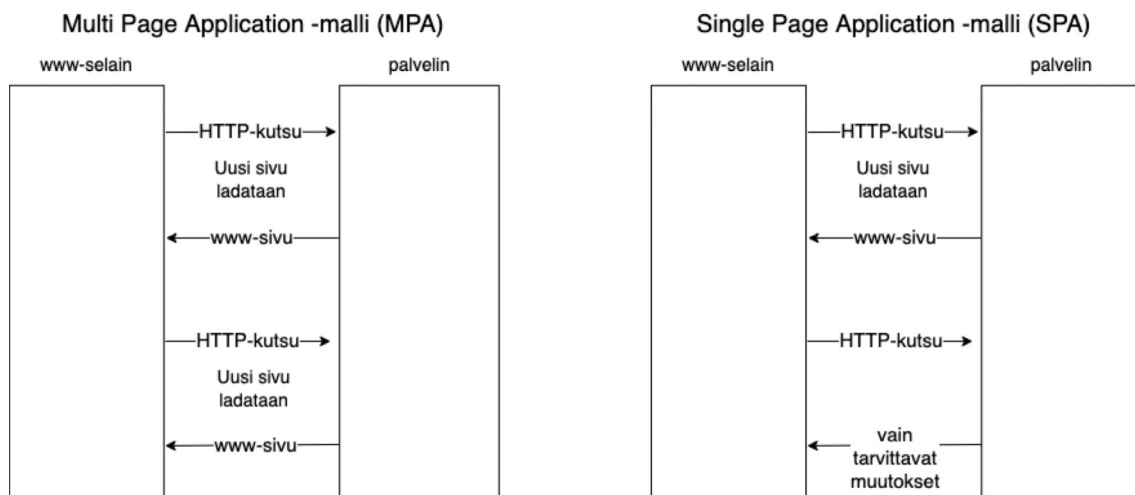 Multi Page Application -malli (MPA)
www-selain
palvelin
HTTP-kutsu
Uusi sivu
ladataan
www-sivu
HTTP-kutsu
Uusi sivu
ladataan
www-sivu
Single Page Application -malli (SPA)
www-selain
palvelin
HTTP-kutsu
Uusi sivu
ladataan
www-sivu
HTTP-kutsu
vain
tarvittavat
muutokset